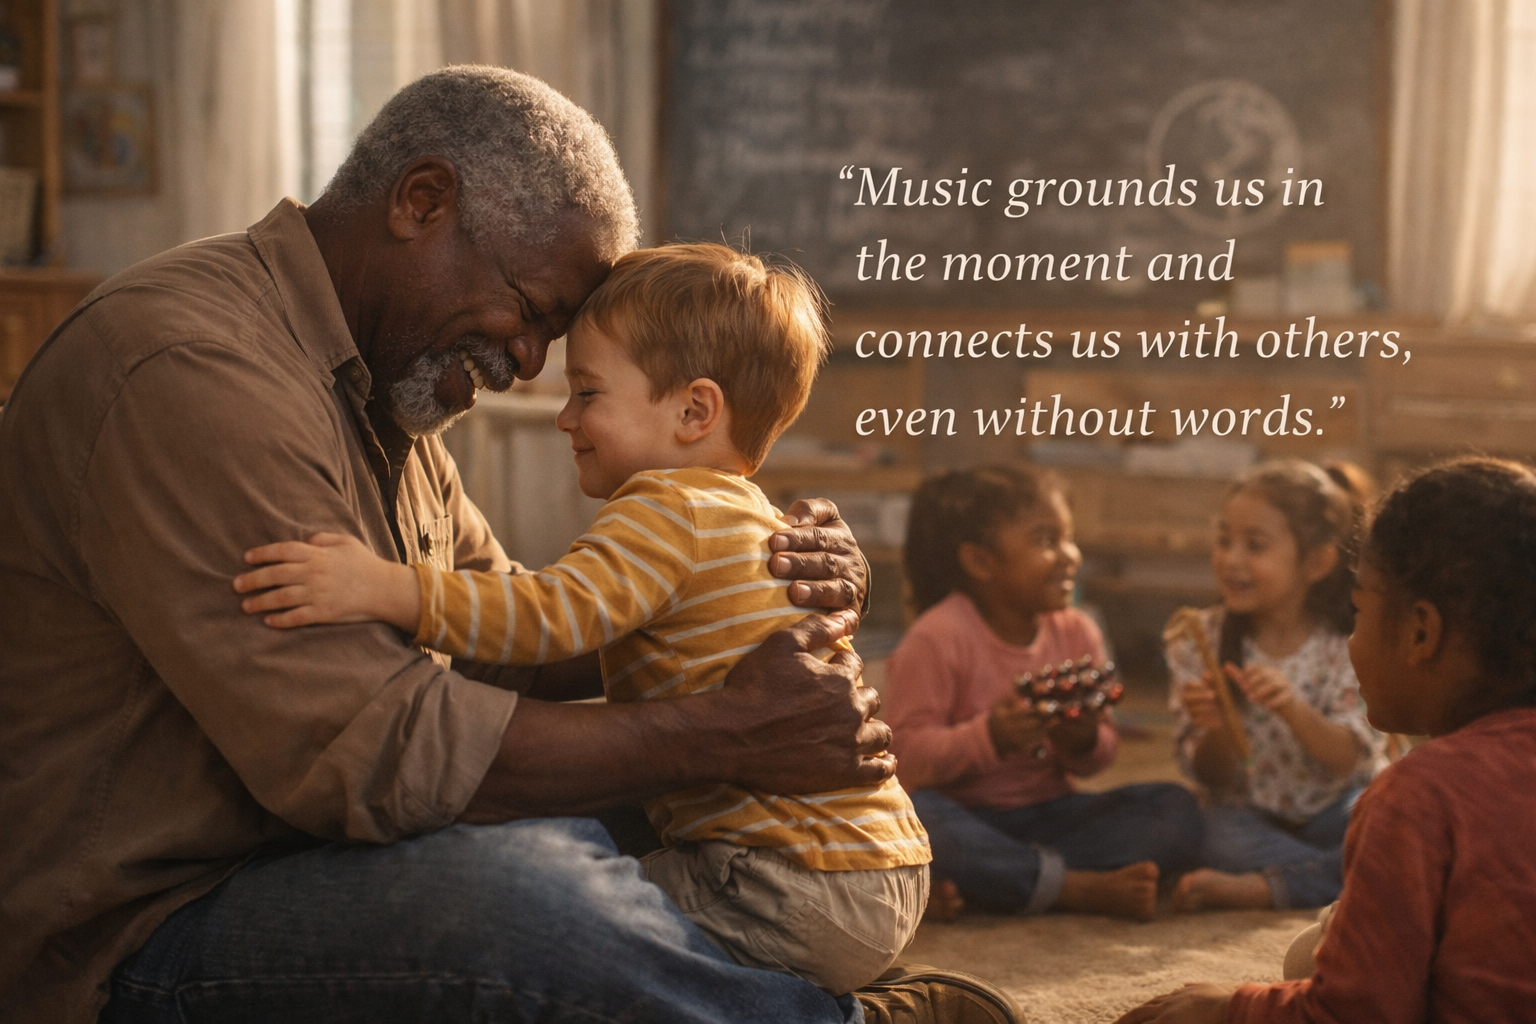 “Music grounds us in
the moment and
connects us with others,
even without words.”